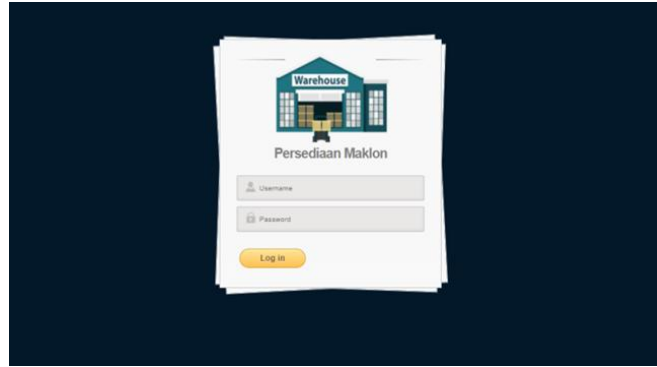 Warehouse
Persediaan Maklon
Username
Password
Log in